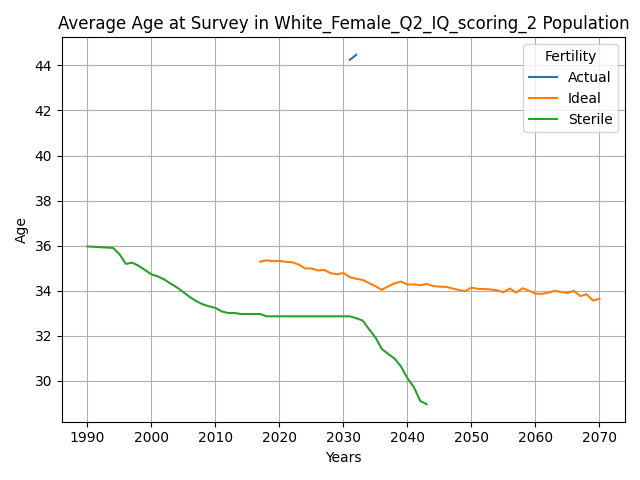 Average Age at Survey in White_Female_Q2_IQ_scoring_2 Population
Fertility
Actual
Ideal
Sterile
Age
44
42
40
38
36
34
32
30
1990 2000 2010 2020 2030 2040 2050 2060 2070
Years